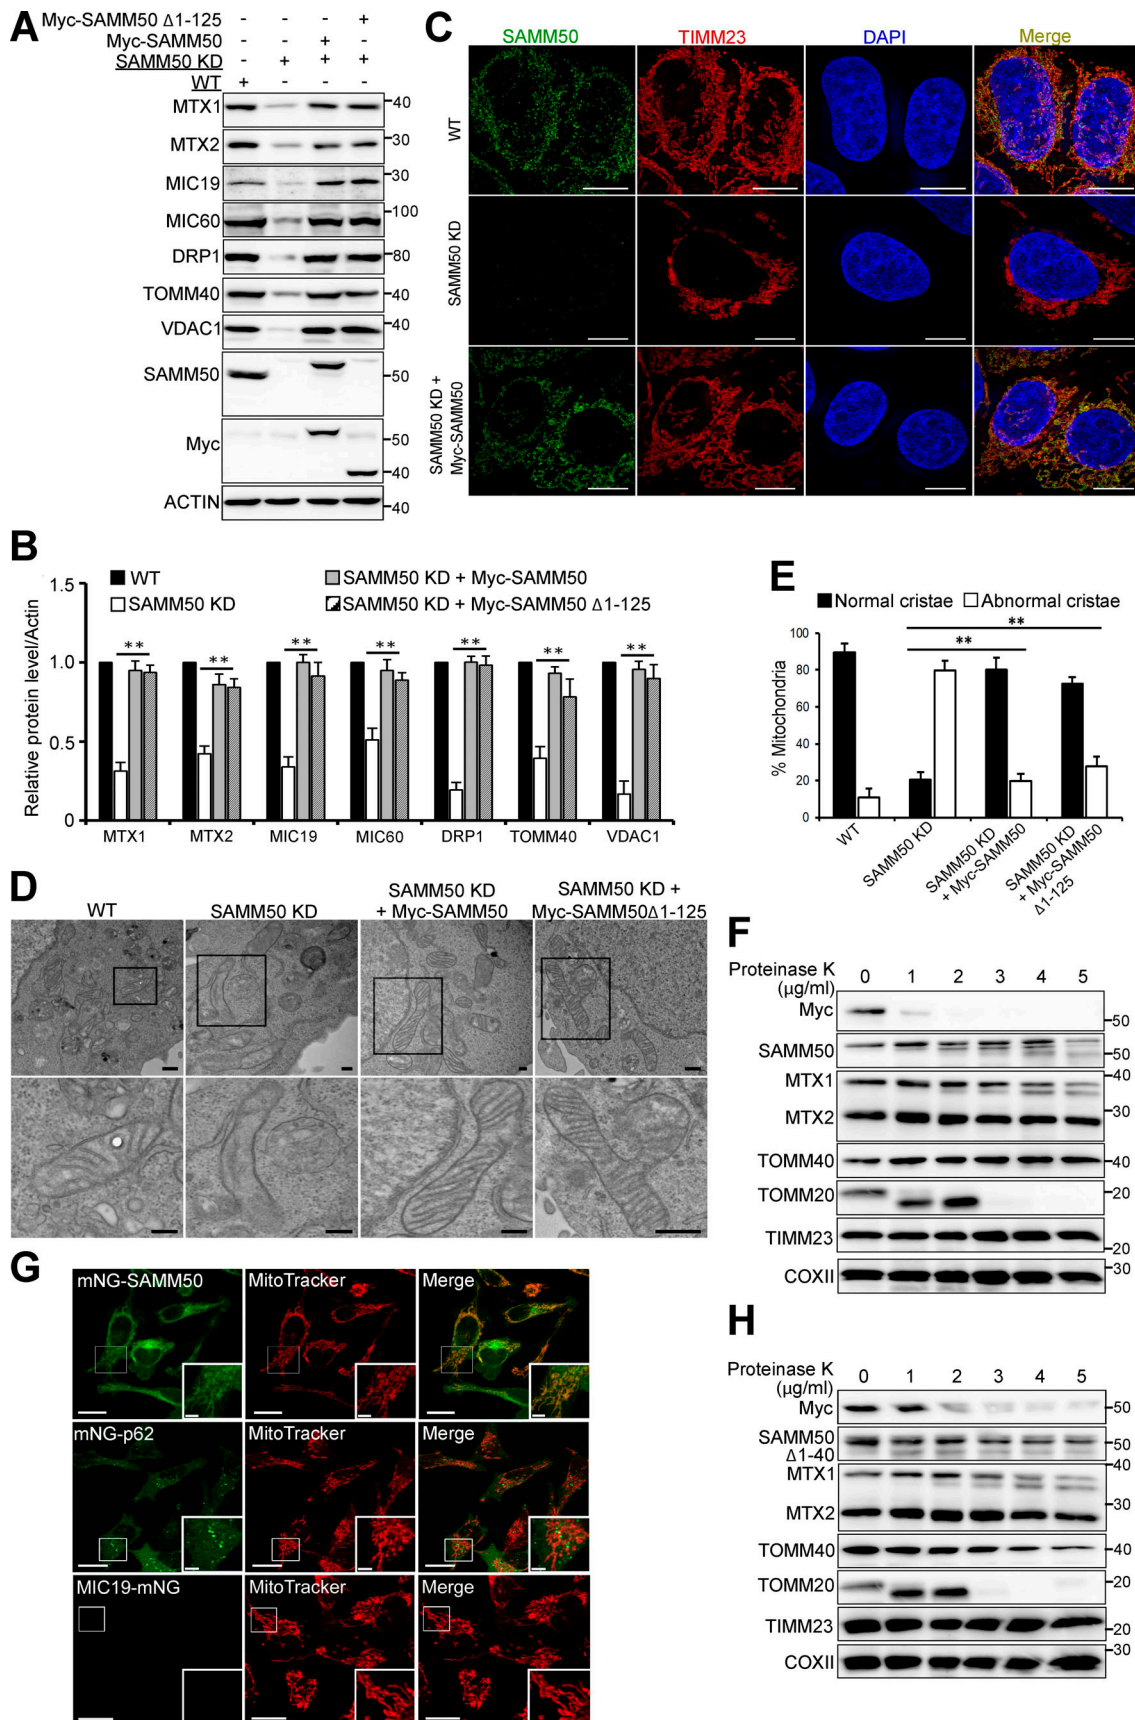 A
Myc-SAMM50 Δ1-125 - - - +
Myc-SAMM50 - - + -
SAMM50 KD - + + +
WT + - - -
MTX1 40
MTX2 30
MIC19 30
MIC60 100
DRP1 80
TOMM40 40
VDAC1 40
SAMM50 50
Myc 50
40
ACTIN 40
B
Relative protein level/Actin
WT
SAMM50 KD
SAMM50 KD + Myc-SAMM50
SAMM50 KD + Myc-SAMM50 Δ1-125
1.5
1.0
0.5
0
** ** ** ** ** ** **
MTX1 MTX2 MIC19 MIC60 DRP1 TOMM40 VDAC1
C
SAMM50 TIMM23 DAPI Merge
WT
SAMM50 KD
SAMM50 KD +
Myc-SAMM50
D
WT
SAMM50 KD
SAMM50 KD
+ Myc-SAMM50
SAMM50 KD +
Myc-SAMM50Δ1-125
E
Normal cristae Abnormal cristae
% Mitochondria
100
80
60
40
20
0
**
**
WT
SAMM50 KD
SAMM50 KD
+ Myc-SAMM50
SAMM50 KD
+ Myc-SAMM50
Δ1-125
F
Proteinase K 0 1 2 3 4 5
(μg/ml)
Myc 50
SAMM50 50
MTX1 40
MTX2 30
TOMM40 40
TOMM20 20
TIMM23 20
COXII 30
G
mNG-SAMM50 MitoTracker Merge
mNG-p62 MitoTracker Merge
MIC19-mNG MitoTracker Merge
H
Proteinase K 0 1 2 3 4 5
(μg/ml)
Myc 50
SAMM50 50
Δ1-40
MTX1 40
MTX2 30
TOMM40 40
TOMM20 20
TIMM23 20
COXII 30